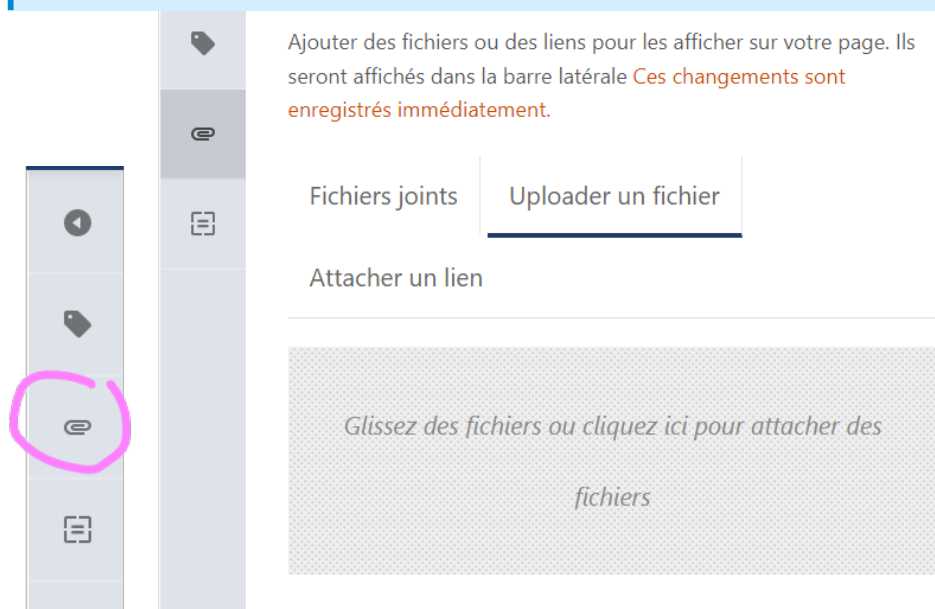 Ajouter des fichiers ou des liens pour les afficher sur votre page. Ils
seront affichés dans la barre latérale Ces changements sont
enregistrés immédiatement.
Fichiers joints
Uploader un fichier
Attacher un lien
Glissez des fichiers ou cliquez ici pour attacher des
fichiers